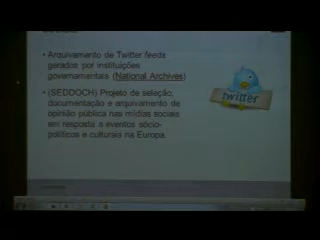 • Arquivamento de Twitter feeds
gerados por instituições
governamentais (National Archives)
• (SEDDOCH) Projeto de seleção,
documentação e arquivamento de
opinião pública nas mídias sociais
em resposta a eventos sócio-
políticos e culturais na Europa.
twitter